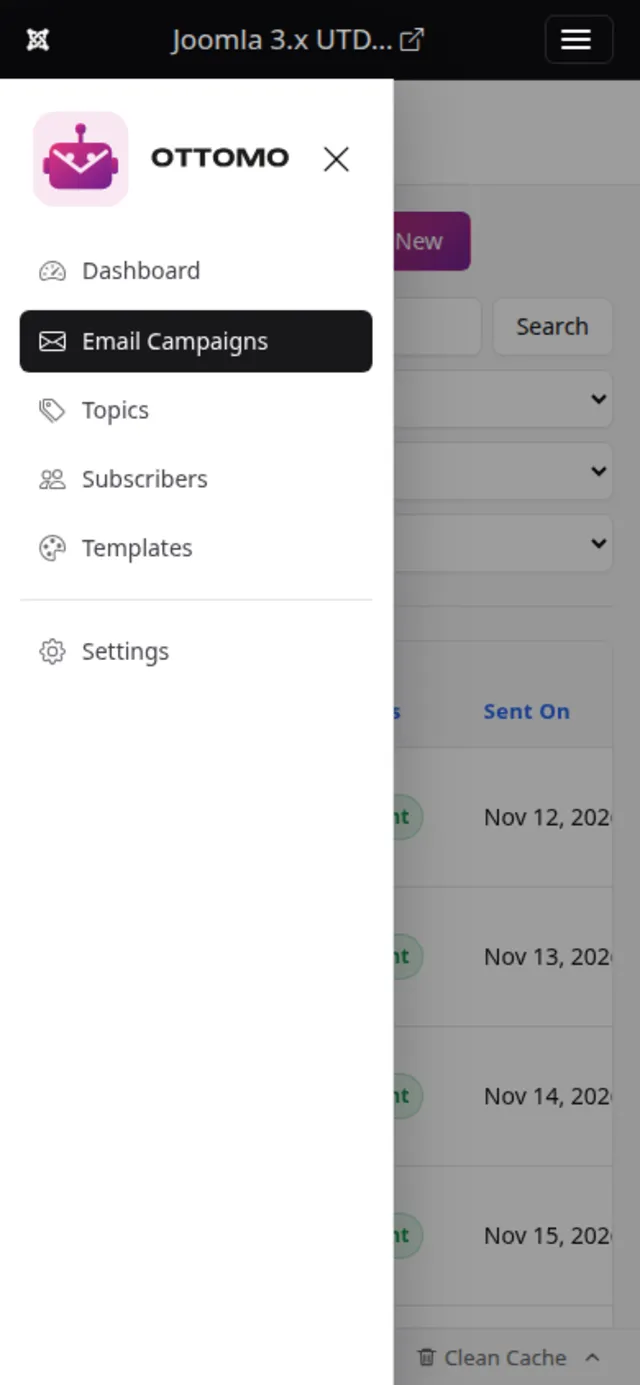 Joomla 3.x UTD...
OTTOMO
New
Dashboard
Search
Email Campaigns
Topics
Subscribers
Templates
Settings
Sent On
Nov 12, 202
Nov 13, 202
Nov 14, 202
Nov 15, 202
Clean Cache